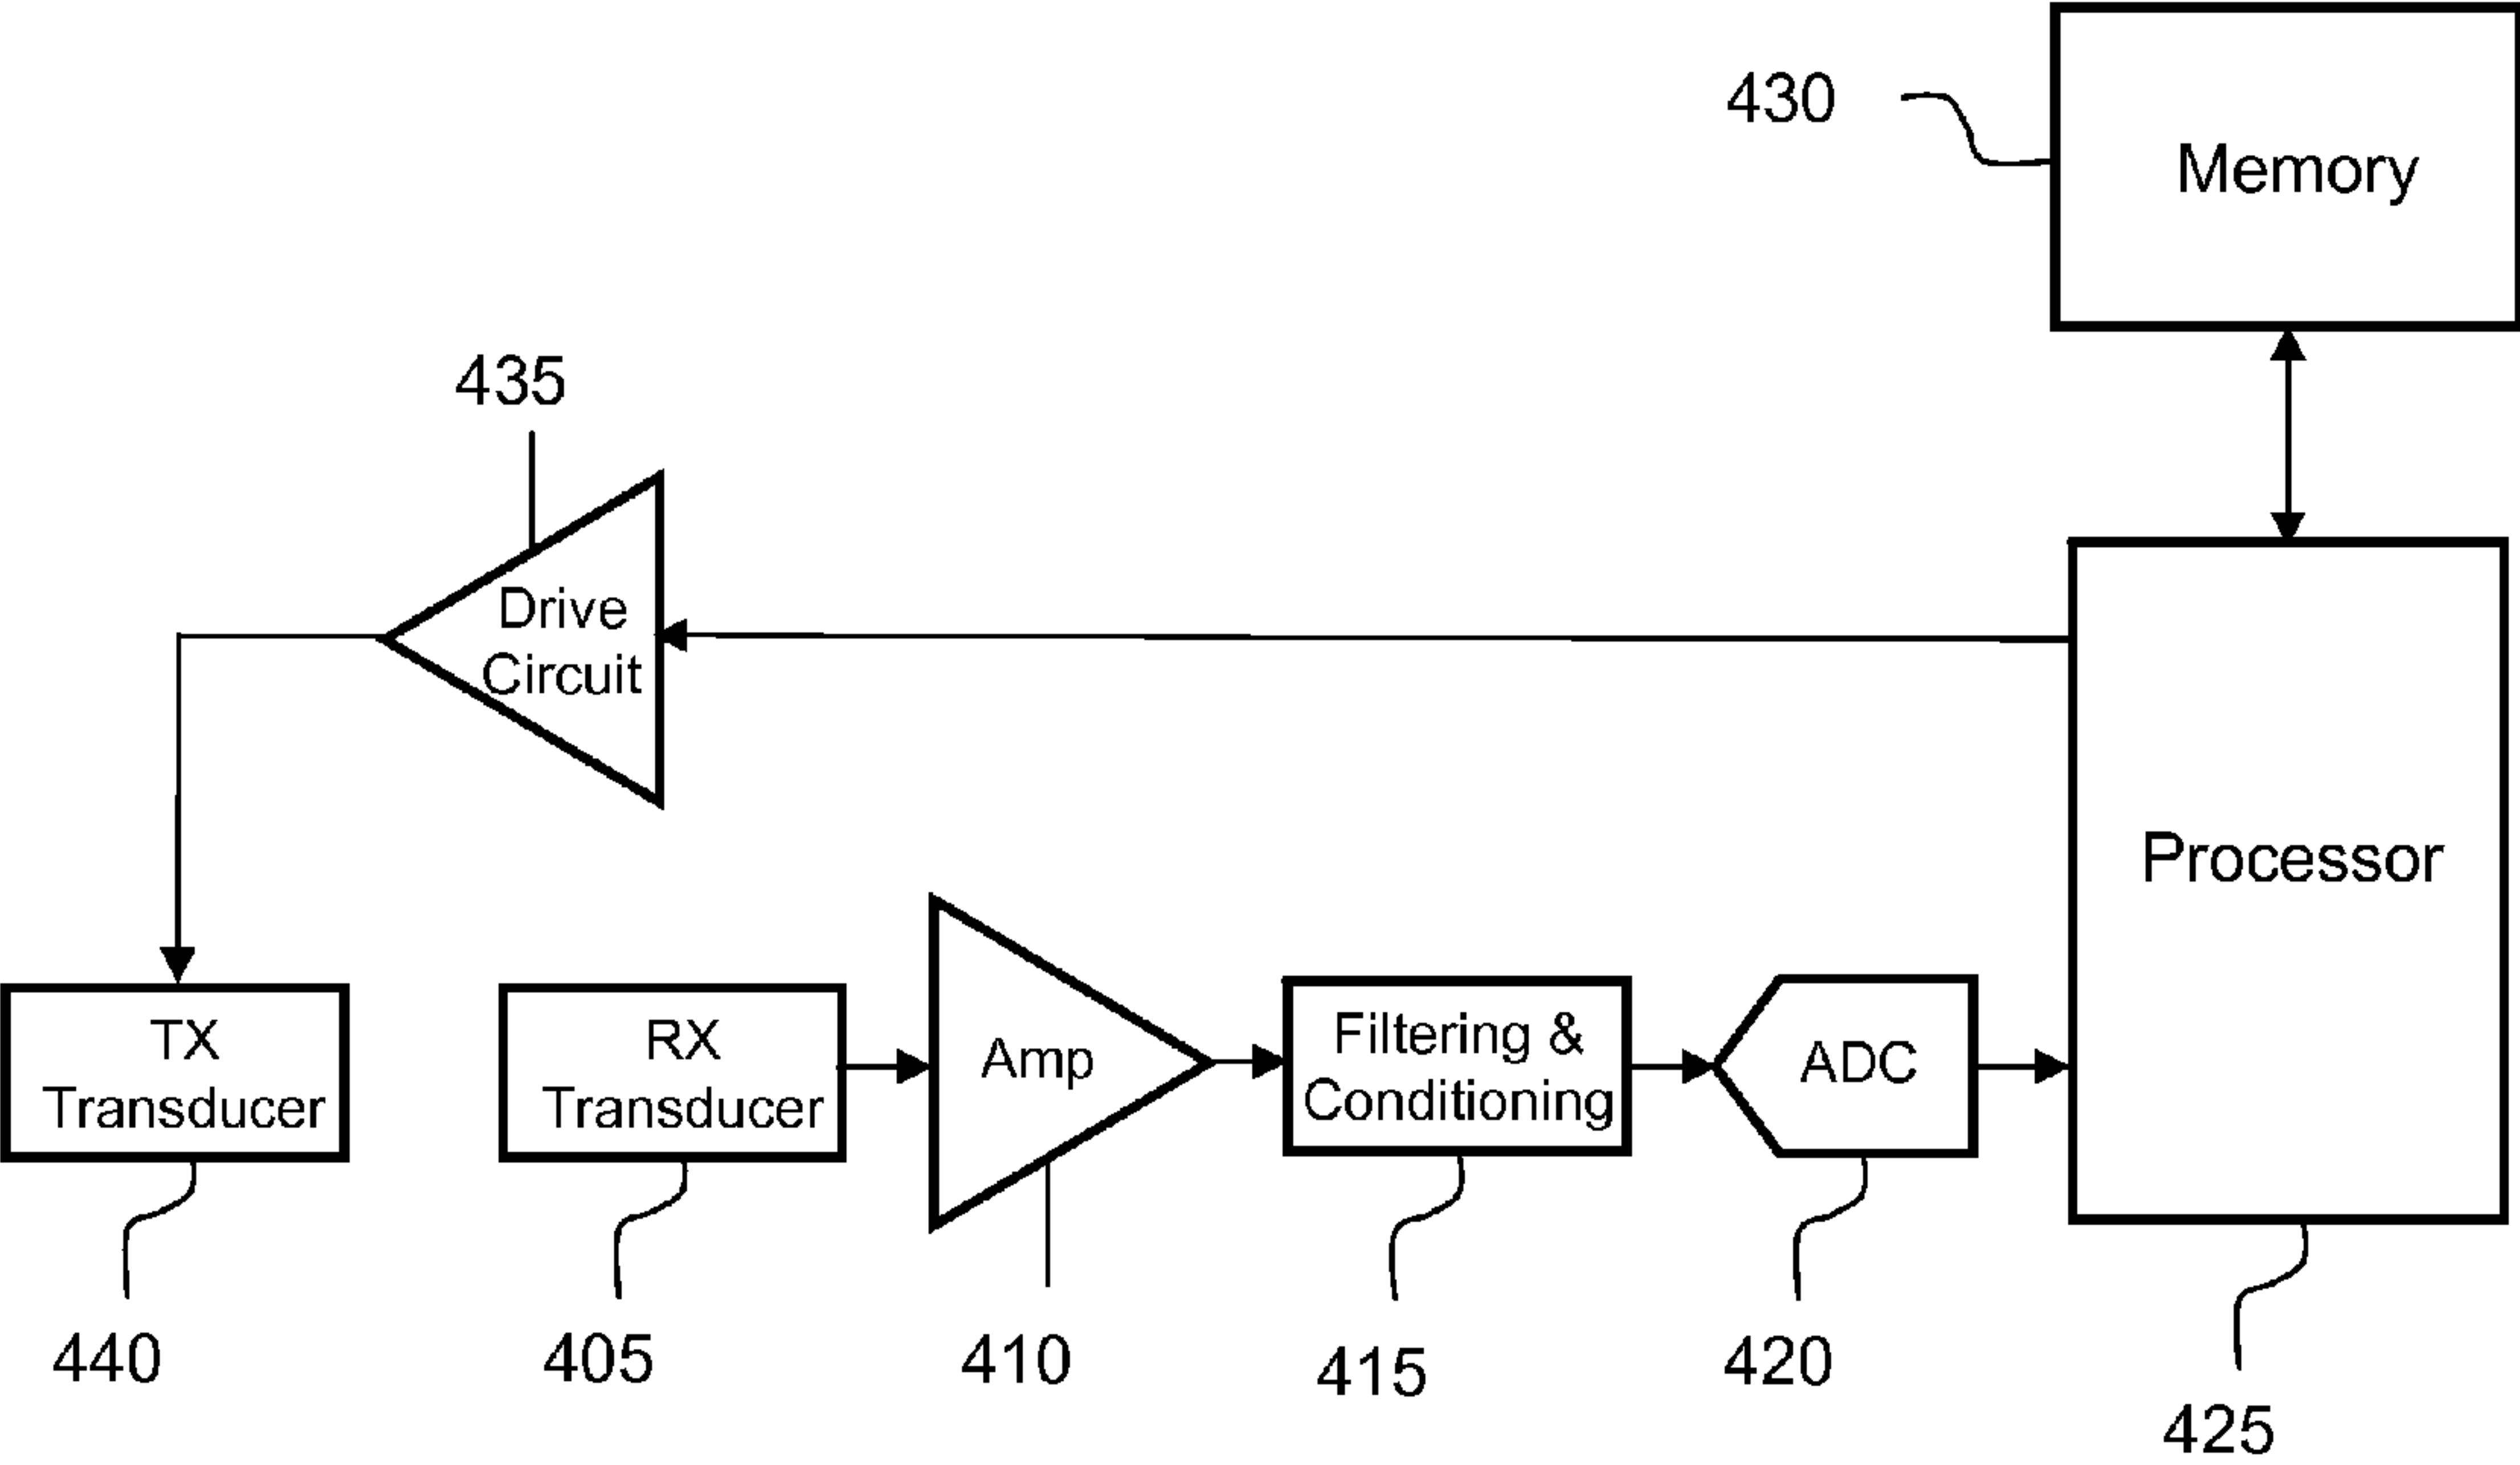 430
Memory
435
Drive
Circuit
Processor
TX
Transducer
RX
Transducer
Amp
Filtering &
Conditioning
ADC
440
405
410
415
420
425